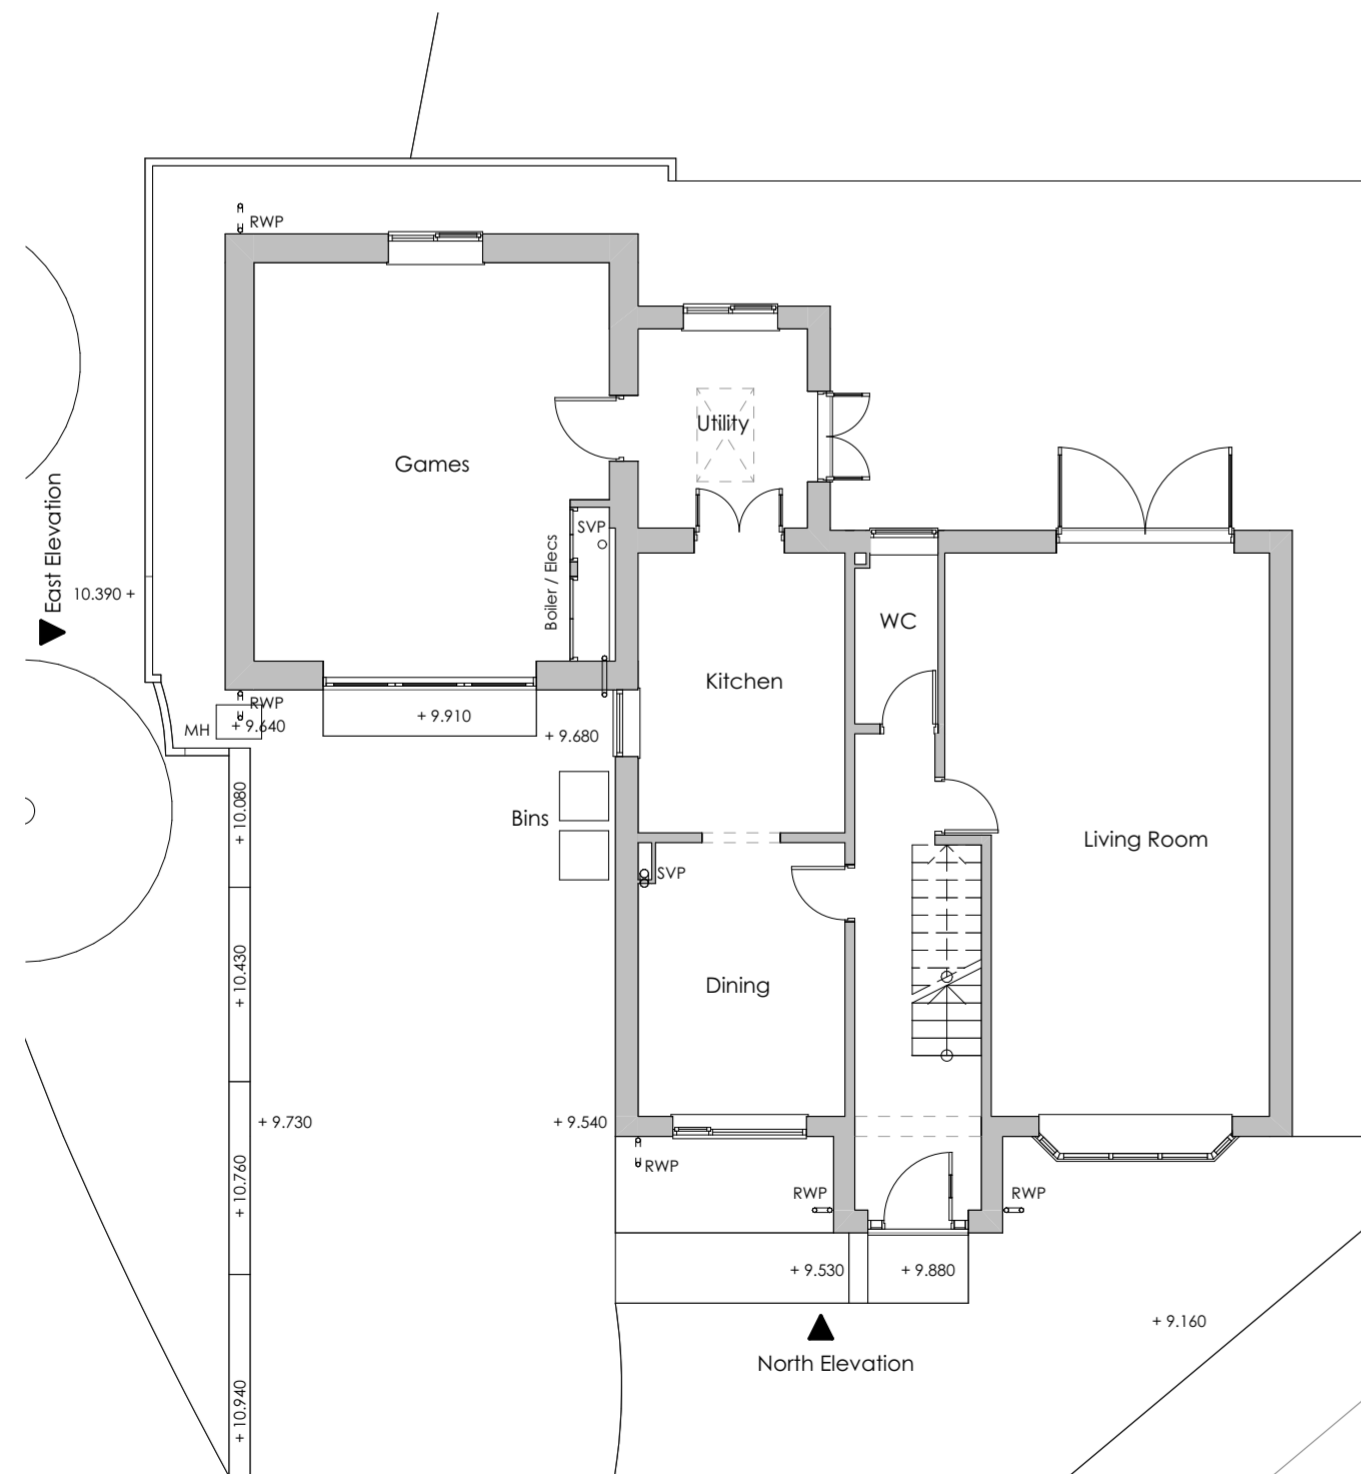 RWP
Utility
Games
East Elevation
SVP
Boiler / Elecs
10.390 +
WC
Kitchen
RWP
+ 9.910
MH
+ 9.640
+ 9.680
+ 10.080
Bins
Living Room
SVP
+ 10.430
Dining
+ 9.730
+ 9.540
RWP
+ 10.760
RWP
RWP
+ 9.530
+ 9.880
+ 9.160
North Elevation
+ 10.940